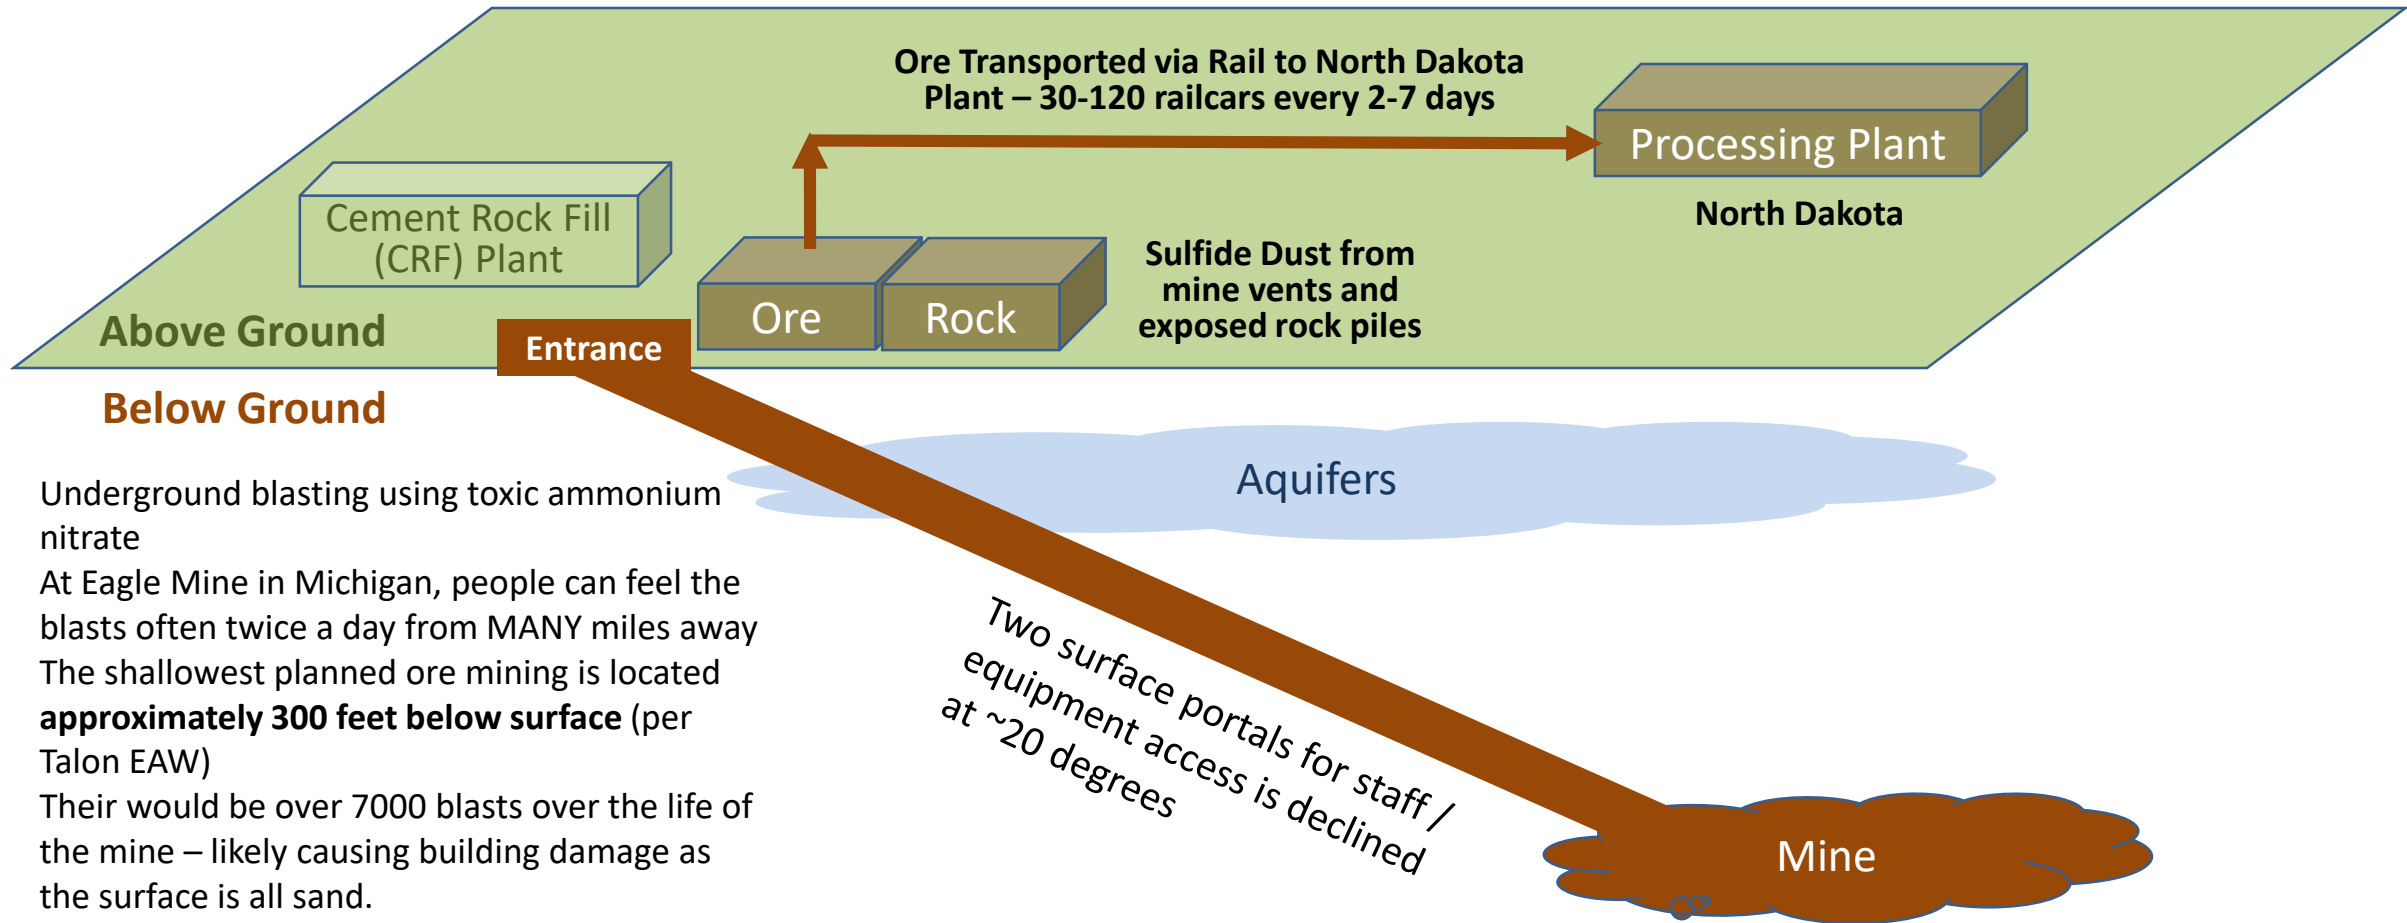 Ore Transported via Rail to North Dakota
Plant – 30-120 railcars every 2-7 days
Processing Plant
North Dakota
Cement Rock Fill
(CRF) Plant
Sulfide Dust from
mine vents and
exposed rock piles
Ore
Rock
Above Ground
Entrance
Below Ground
Aquifers
Underground blasting using toxic ammonium
nitrate
At Eagle Mine in Michigan, people can feel the
blasts often twice a day from MANY miles away
The shallowest planned ore mining is located
approximately 300 feet below surface (per
Talon EAW)
Their would be over 7000 blasts over the life of
the mine – likely causing building damage as
the surface is all sand.
Two surface portals for staff /
equipment access is declined
at ~20 degrees
Mine